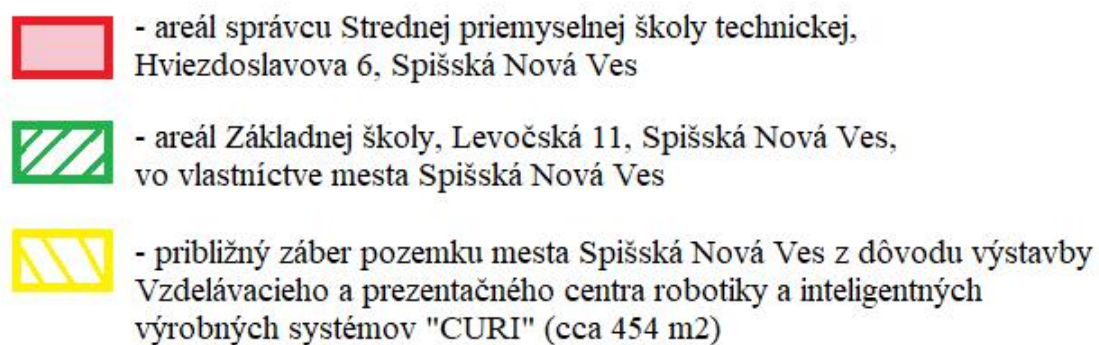 - areál správcu Strednej priemyselnej školy technickej,
Hviezdoslavova 6, Spišská Nová Ves
- areál Základnej školy, Levočská 11, Spišská Nová Ves,
vo vlastníctve mesta Spišská Nová Ves
- približný záber pozemku mesta Spišská Nová Ves z dôvodu výstavby
Vzdelávacieho a prezentačného centra robotiky a inteligentných
výrobných systémov "CURI" (cca 454 m2)